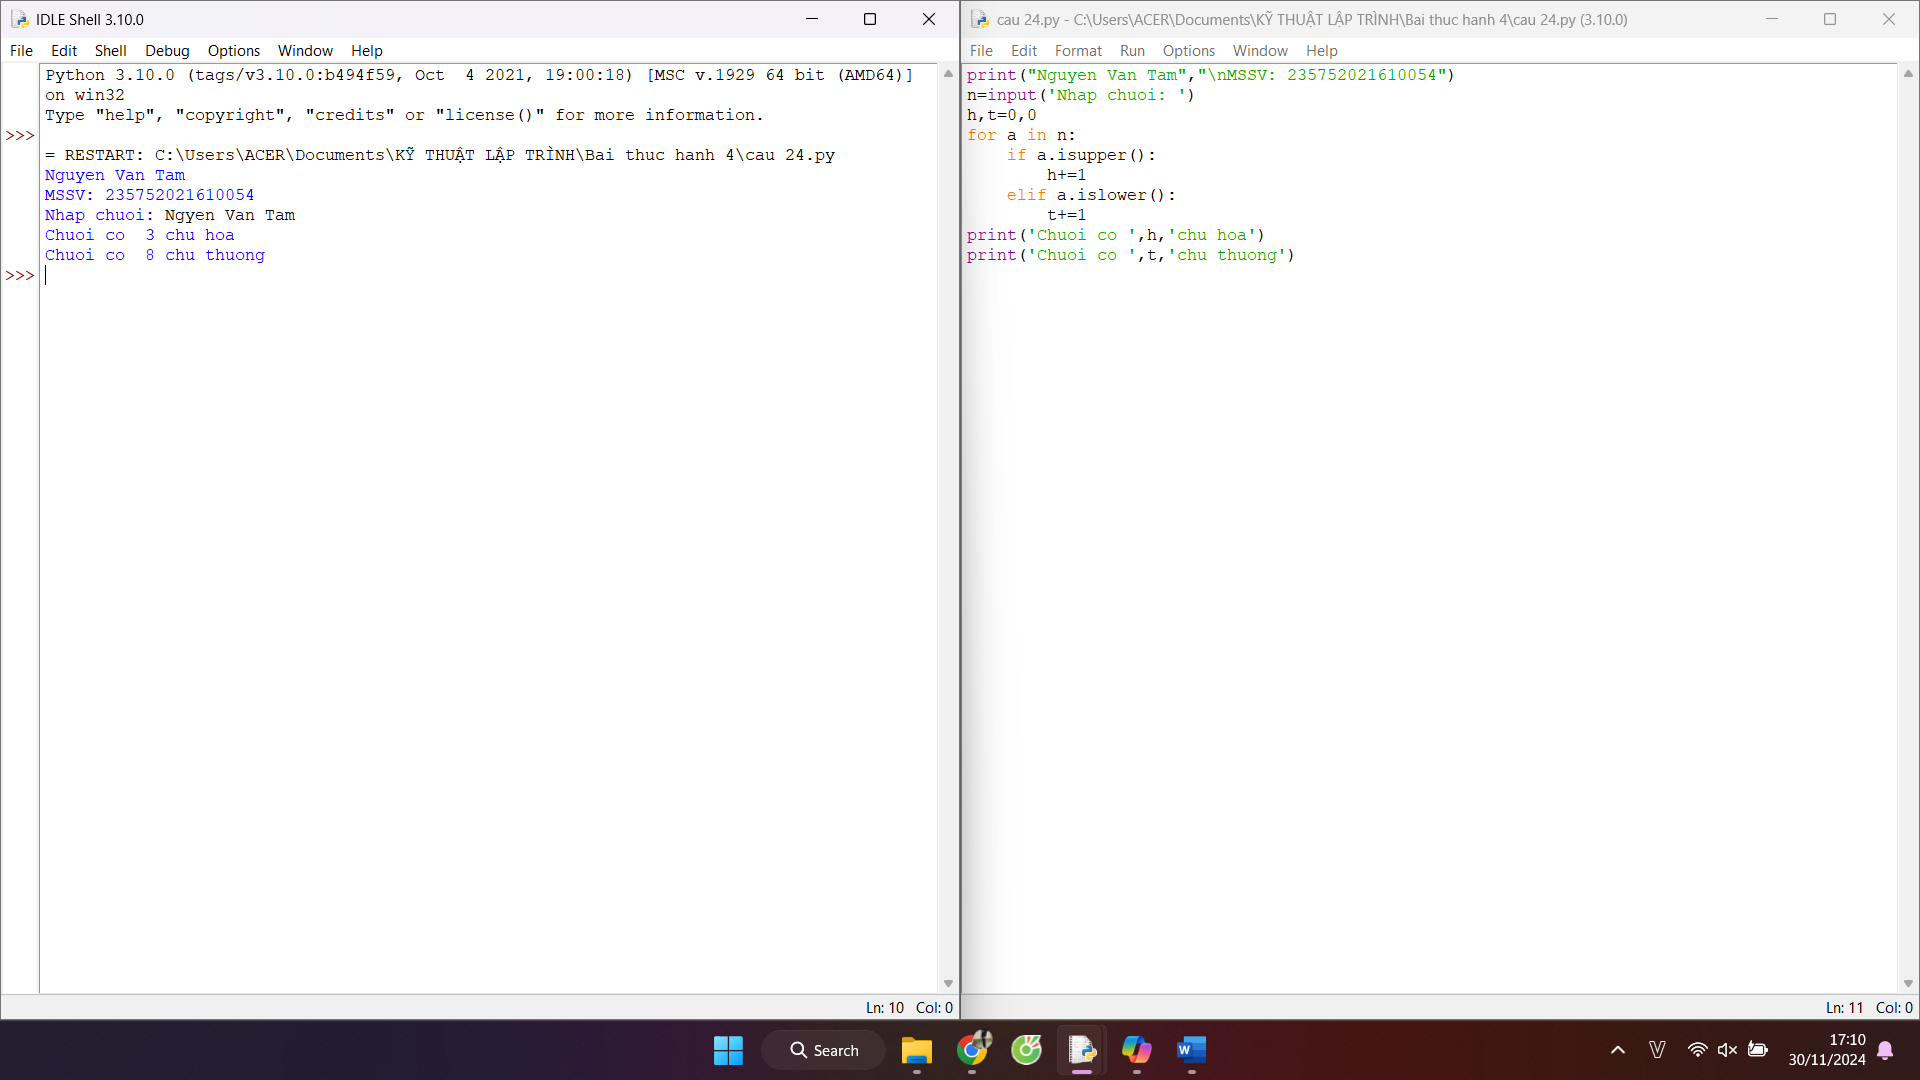 IDLE Shell 3.10.0
File Edit Shell Debug Options Window Help
Python 3.10.0 (tags/v3.10.0:b494f59, Oct  4 2021, 19:00:18) [MSC v.1929 64 bit (AMD64)]
on win32
Type "help", "copyright", "credits" or "license()" for more information.
>>>
= RESTART: C:\Users\ACER\Documents\KỸ THUẬT LẬP TRÌNH\Bai thuc hanh 4\cau 24.py
Nguyen Van Tam
MSSV: 235752021610054
Nhap chuoi: Ngyen Van Tam
Chuoi co  3 chu hoa
Chuoi co  8 chu thuong
>>>
Ln: 10 Col: 0
cau 24.py - C:\Users\ACER\Documents\KỸ THUẬT LẬP TRÌNH\Bai thuc hanh 4\cau 24.py (3.10.0)
File Edit Format Run Options Window Help
print("Nguyen Van Tam","\nMSSV: 235752021610054")
n=input('Nhap chuoi: ')
h,t=0,0
for a in n:
    if a.isupper():
        h+=1
    elif a.islower():
        t+=1
print('Chuoi co ',h,'chu hoa')
print('Chuoi co ',t,'chu thuong')
Ln: 11 Col: 0
Search
V
17:10
30/11/2024